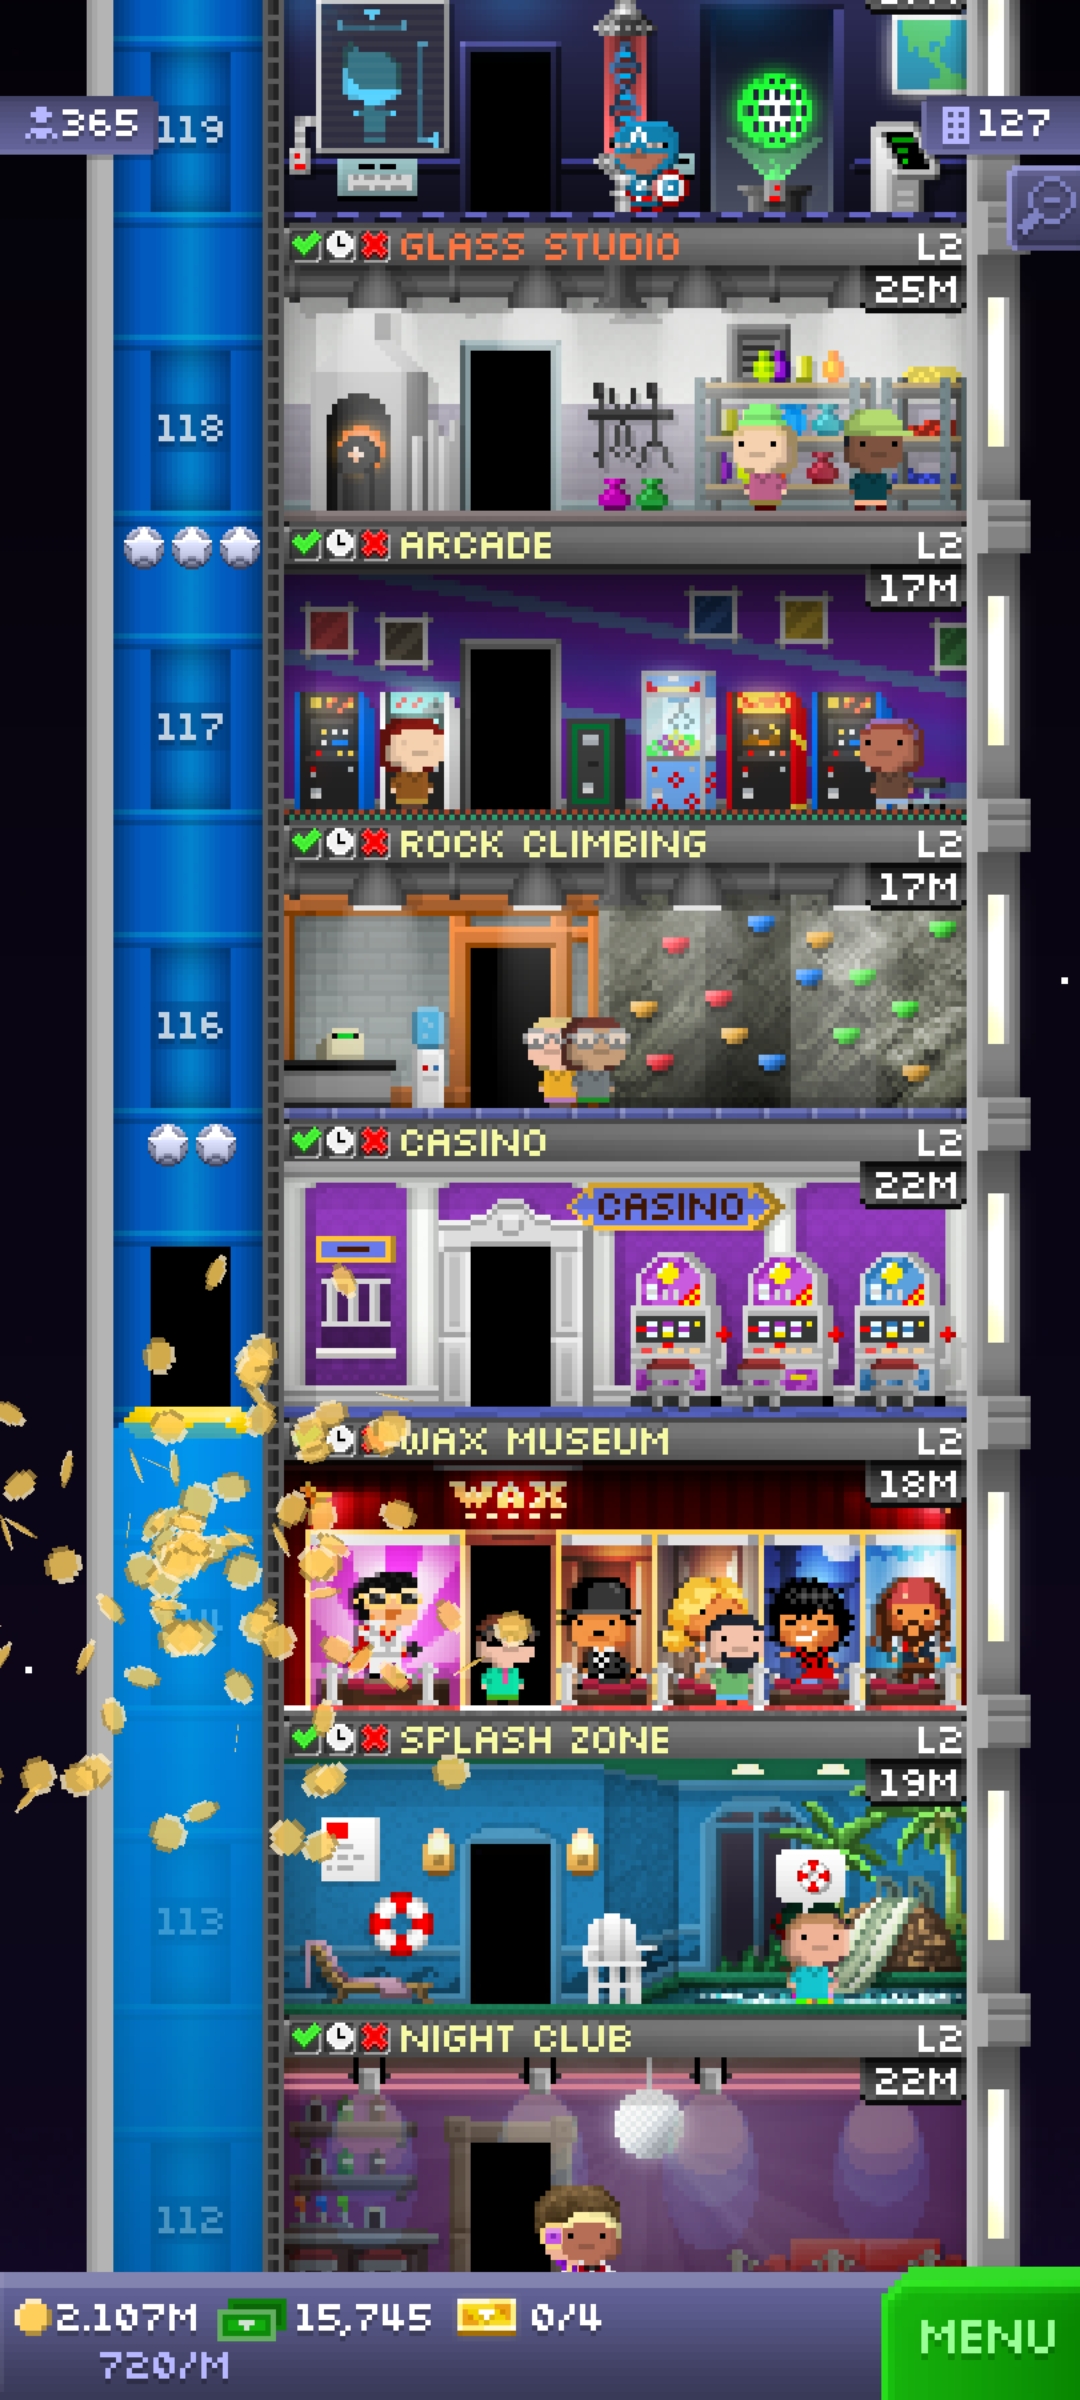 365
119
127
GLASS STUDIO L2
25M
118
ARCADE L2
17M
117
ROCK CLIMBING L2
17M
116
CASINO L2
22M
CASINO
WAX MUSEUM L2
18M
WAX
SPLASH ZONE L2
19M
113
NIGHT CLUB L2
22M
112
2.107M 15,745 0/4
720/M
MENU